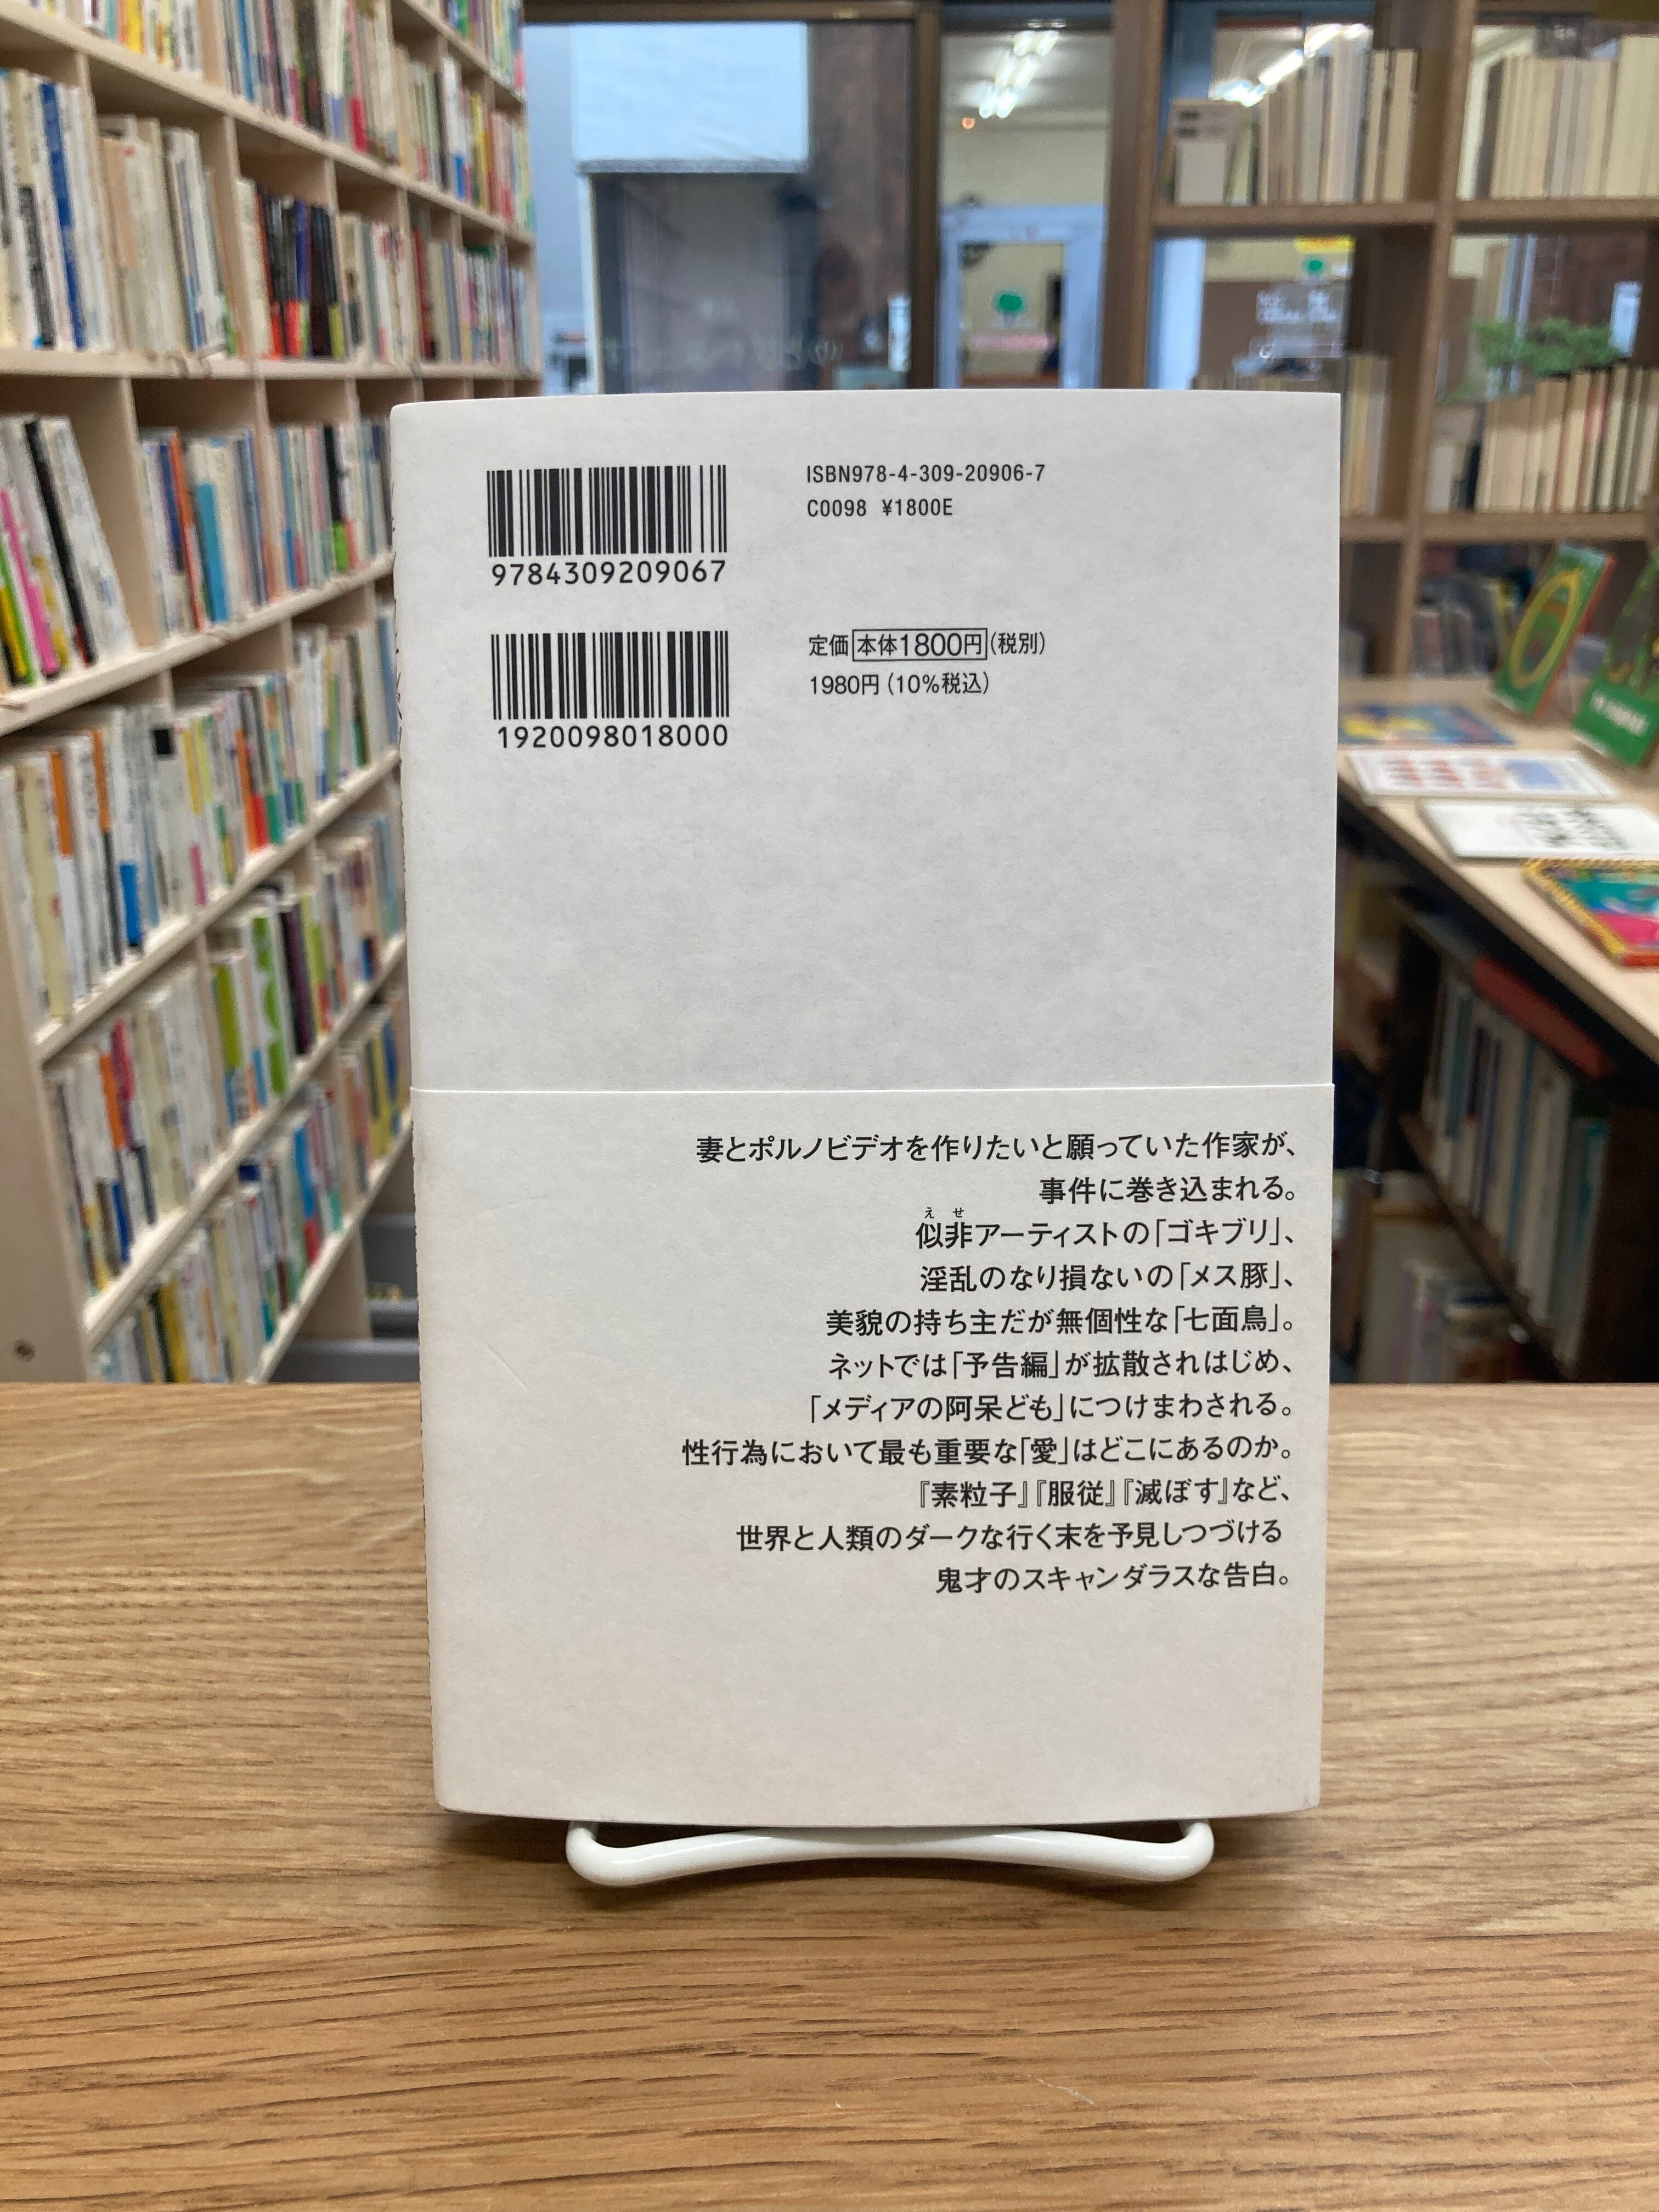 ISBN978-4-309-20906-7
C0098 ¥1800E
9784309209067
定価 本体1800円(税別)
1980円(10%税込)
1920098018000
妻とポルノビデオを作りたいと願っていた作家が、
事件に巻き込まれる。
えせ
似非アーティストの「ゴキブリ」、
淫乱のなり損ないの「メス豚」、
美貌の持ち主だが無個性な「七面鳥」。
ネットでは「予告編」が拡散されはじめ、
「メディアの阿呆ども」につけまわされる。
性行為において最も重要な「愛」はどこにあるのか。
『素粒子』『服従』『滅ぼす』など、
世界と人類のダークな行く末を予見しつづける
鬼才のスキャンダラスな告白。